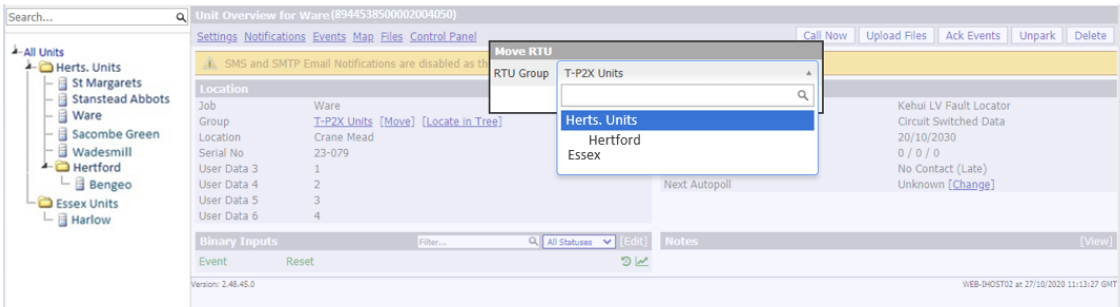 Search...
All Units
Herts. Units
St Margarets
Stanstead Abbots
Ware
Sacombe Green
Wadesmill
Hertford
Bengeo
Essex Units
Harlow
Unit Overview for Ware(8944538500002004050)
Settings Notifications Events Map Files Control Panel
Call Now Upload Files Ack Events Unpark Delete
SMS and SMTP Email Notifications are disabled as th
Move RTU
RTU Group T-P2X Units
Herts. Units
Hertford
Essex
Location
Job Ware
Group T-P2X Units [Move] [Locate in Tree]
Location Crane Mead
Serial No 23-079
User Data 3 1
User Data 4 2
User Data 5 3
User Data 6 4
Kehui LV Fault Locator
Circuit Switched Data
20/10/2030
0 / 0 / 0
No Contact (Late)
Next Autopoll Unknown [Change]
Binary Inputs Filter... All Statuses [Edit]
Event Reset
Notes [View]
Version: 2.48.45.0
WEB-IHOST02 at 27/10/2020 11:13:27 GMT